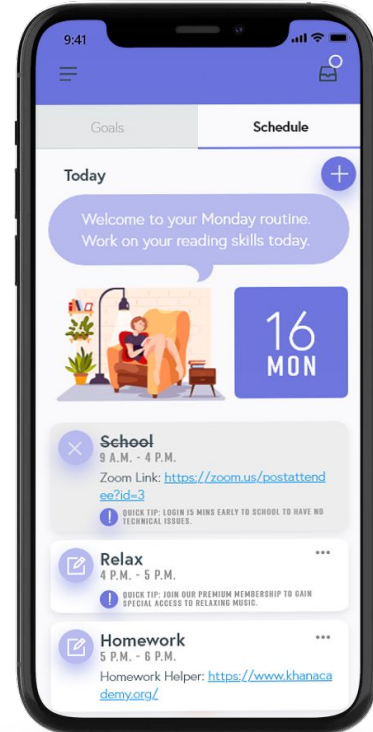 9:41
Goals Schedule
Today
+
Welcome to your Monday routine.
Work on your reading skills today.
16
MON
School
9 A.M. - 4 P.M.
Zoom Link: https://zoom.us/postattend
ee?id=3
! QUICK TIP: LOGIN 15 MINS EARLY TO SCHOOL TO HAVE NO
TECHNICAL ISSUES.
Relax
4 P.M. - 5 P.M.
! QUICK TIP: JOIN OUR PREMIUM MEMBERSHIP TO GAIN
SPECIAL ACCESS TO RELAXING MUSIC.
Homework
5 P.M. - 6 P.M.
Homework Helper: https://www.khanaca
demy.org/